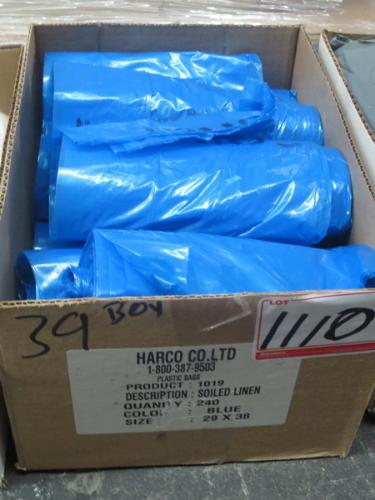 LOT
1110
39 BOX
HARCO CO.LTD
1-800-387-9503
PLASTIC BAGS
PRODUCT : 1019
DESCRIPTION : SOILED LINEN
QUANITY : 240
COLOR : BLUE
SIZE : 29 X 38